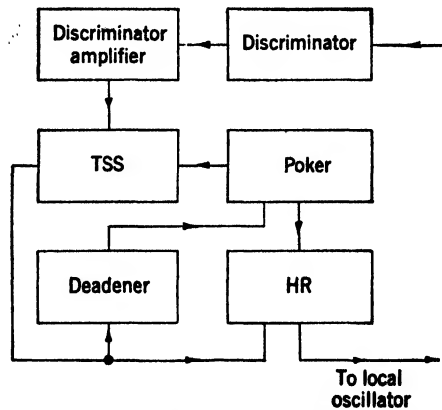 Discriminator
amplifier
Discriminator
TSS
Poker
Deadener
HR
To local
oscillator